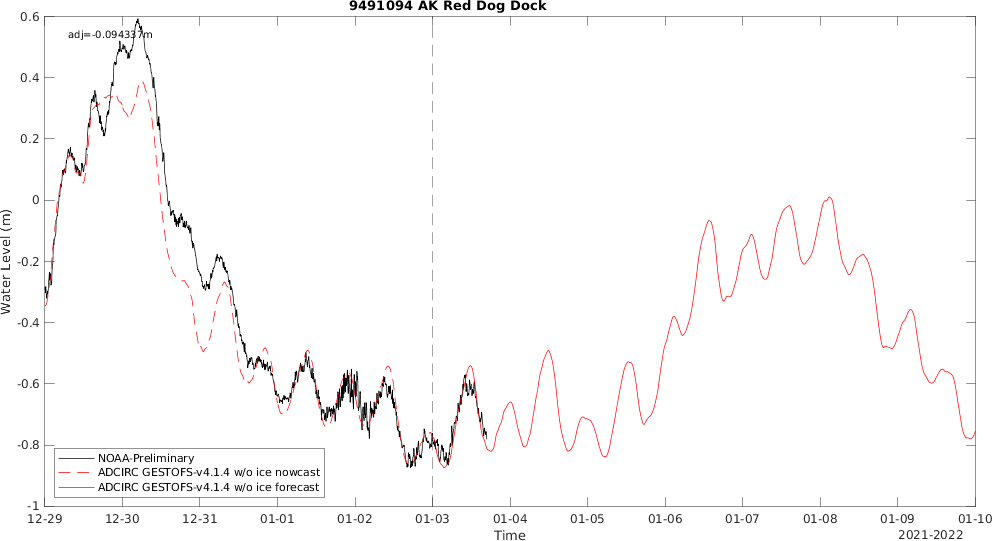 9491094 AK Red Dog Dock
adj=-0.094337m
0.6
0.4
0.2
0
-0.2
-0.4
-0.6
-0.8
-1
Water Level (m)
NOAA-Preliminary
ADCIRC GESTOFS-v4.1.4 w/o ice nowcast
ADCIRC GESTOFS-v4.1.4 w/o ice forecast
12-29 12-30 12-31 01-01 01-02 01-03 01-04 01-05 01-06 01-07 01-08 01-09 01-10
Time
2021-2022